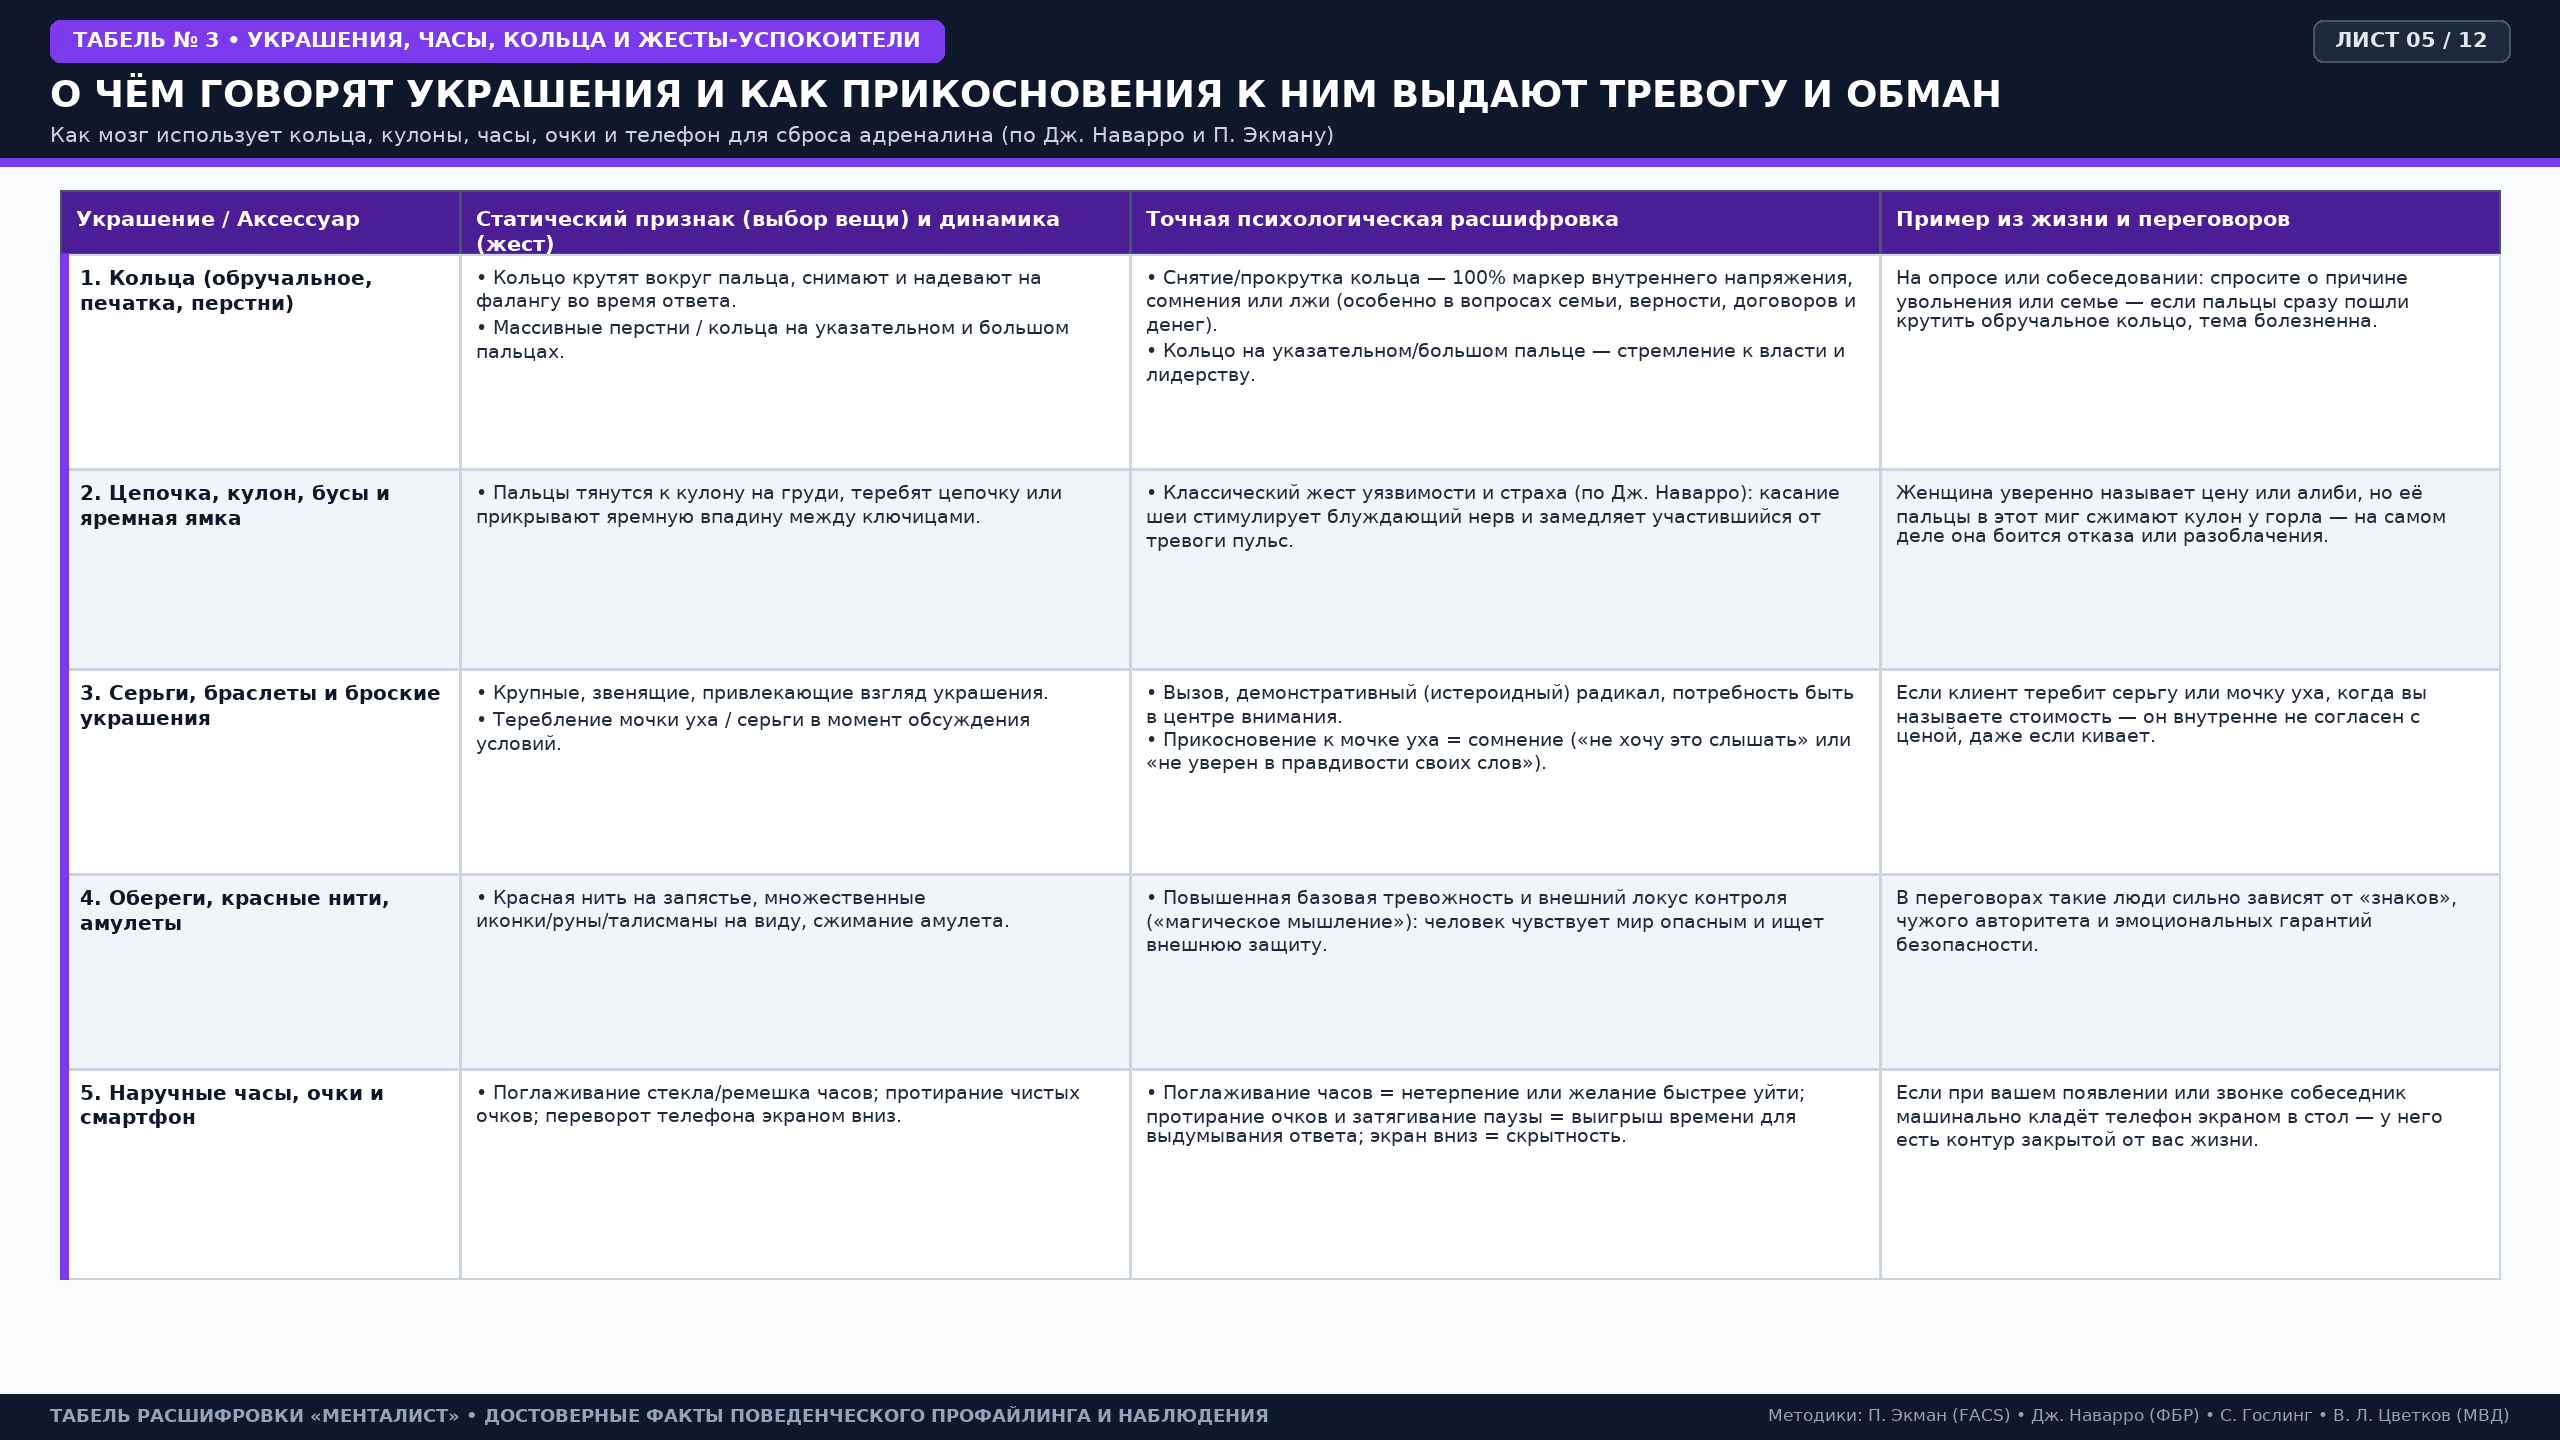 ТАБЕЛЬ № 3 • УКРАШЕНИЯ, ЧАСЫ, КОЛЬЦА И ЖЕСТЫ-УСПОКОИТЕЛИ
ЛИСТ 05 / 12
О ЧЁМ ГОВОРЯТ УКРАШЕНИЯ И КАК ПРИКОСНОВЕНИЯ К НИМ ВЫДАЮТ ТРЕВОГУ И ОБМАН
Как мозг использует кольца, кулоны, часы, очки и телефон для сброса адреналина (по Дж. Наварро и П. Экману)
Украшение / Аксессуар
Статический признак (выбор вещи) и динамика
(жест)
Точная психологическая расшифровка
Пример из жизни и переговоров
1. Кольца (обручальное,
печатка, перстни)
• Кольцо крутят вокруг пальца, снимают и надевают на
фалангу во время ответа.
• Массивные перстни / кольца на указательном и большом
пальцах.
• Снятие/прокрутка кольца — 100% маркер внутреннего напряжения,
сомнения или лжи (особенно в вопросах семьи, верности, договоров и
денег).
• Кольцо на указательном/большом пальце — стремление к власти и
лидерству.
На опросе или собеседовании: спросите о причине
увольнения или семье — если пальцы сразу пошли
крутить обручальное кольцо, тема болезненна.
2. Цепочка, кулон, бусы и
яремная ямка
• Пальцы тянутся к кулону на груди, теребят цепочку или
прикрывают яремную впадину между ключицами.
• Классический жест уязвимости и страха (по Дж. Наварро): касание
шеи стимулирует блуждающий нерв и замедляет участившийся от
тревоги пульс.
Женщина уверенно называет цену или алиби, но её
пальцы в этот миг сжимают кулон у горла — на самом
деле она боится отказа или разоблачения.
3. Серьги, браслеты и броские
украшения
• Крупные, звенящие, привлекающие взгляд украшения.
• Теребление мочки уха / серьги в момент обсуждения
условий.
• Вызов, демонстративный (истероидный) радикал, потребность быть
в центре внимания.
• Прикосновение к мочке уха = сомнение («не хочу это слышать» или
«не уверен в правдивости своих слов»).
Если клиент теребит серьгу или мочку уха, когда вы
называете стоимость — он внутренне не согласен с
ценой, даже если кивает.
4. Обереги, красные нити,
амулеты
• Красная нить на запястье, множественные
иконки/руны/талисманы на виду, сжимание амулета.
• Повышенная базовая тревожность и внешний локус контроля
(«магическое мышление»): человек чувствует мир опасным и ищет
внешнюю защиту.
В переговорах такие люди сильно зависят от «знаков»,
чужого авторитета и эмоциональных гарантий
безопасности.
5. Наручные часы, очки и
смартфон
• Поглаживание стекла/ремешка часов; протирание чистых
очков; переворот телефона экраном вниз.
• Поглаживание часов = нетерпение или желание быстрее уйти;
протирание очков и затягивание паузы = выигрыш времени для
выдумывания ответа; экран вниз = скрытность.
Если при вашем появлении или звонке собеседник
машинально кладёт телефон экраном в стол — у него
есть контур закрытой от вас жизни.
ТАБЕЛЬ РАСШИФРОВКИ «МЕНТАЛИСТ» • ДОСТОВЕРНЫЕ ФАКТЫ ПОВЕДЕНЧЕСКОГО ПРОФАЙЛИНГА И НАБЛЮДЕНИЯ
Методики: П. Экман (FACS) • Дж. Наварро (ФБР) • С. Гослинг • В. Л. Цветков (МВД)